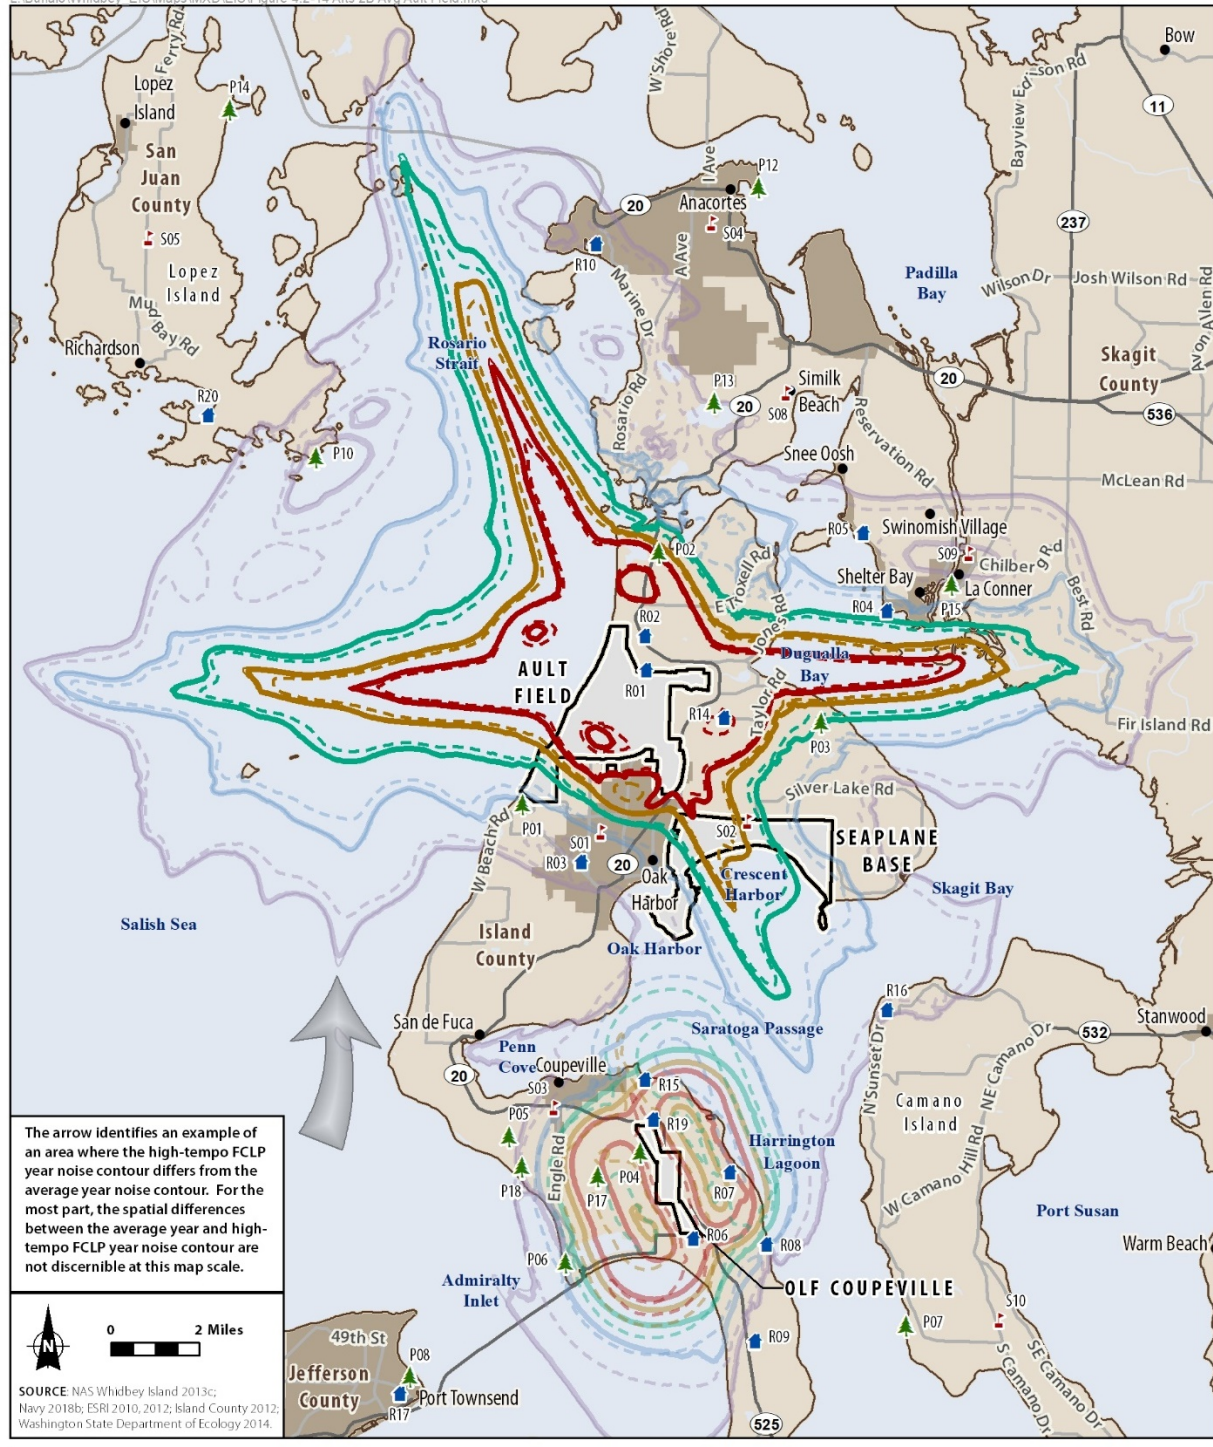 Bow
W Shore Rd
Ferry Rd
Bayview Edison Rd
11
Lopez
Island
P14
San
Juan
County
I Ave
P12
Anacortes
20
S04
R10
A Ave
Marine Dr
237
S05
Lopez
Island
Mud Bay Rd
Padilla
Bay
Wilson Dr
Josh Wilson Rd
Avon Allen Rd
Richardson
Rosario
Strait
Skagit
County
R20
Rosario Rd
P13
20
Similk
Beach
S08
20
536
P10
Reservation Rd
Snee Oosh
McLean Rd
Swinomish Village
R05
P02
S09
Chilberg Rd
E Troxell Rd
Shelter Bay
La Conner
P15
Best Rd
R04
Jones Rd
R02
AULT
FIELD
R01
Dugualla
Bay
Taylor Rd
R14
P03
Fir Island Rd
Silver Lake Rd
P01
W Beach Rd
S01
S02
SEAPLANE
BASE
R03
20
Oak
Harbor
Crescent
Harbor
Skagit Bay
Salish Sea
Island
County
Oak Harbor
R16
San de Fuca
Saratoga Passage
Stanwood
532
NE Camano Dr
N Sunset Dr
Penn
Cove
Coupeville
20
S03
R15
Camano
Island
P05
R19
Harrington
Lagoon
Engle Rd
P18
P17
P04
R07
W Camano Hill Rd
Port Susan
R06
R08
Warm Beach
P06
OLF COUPEVILLE
Admiralty
Inlet
S10
P07
R09
S Camano Dr
SE Camano Dr
525
49th St
Jefferson
County
P08
Port Townsend
R17
The arrow identifies an example of
an area where the high-tempo FCLP
year noise contour differs from the
average year noise contour. For the
most part, the spatial differences
between the average year and high-
tempo FCLP year noise contour are
not discernible at this map scale.
N
0 2 Miles
SOURCE: NAS Whidbey Island 2013c;
Navy 2018b; ESRI 2010, 2012; Island County 2012;
Washington State Department of Ecology 2014.